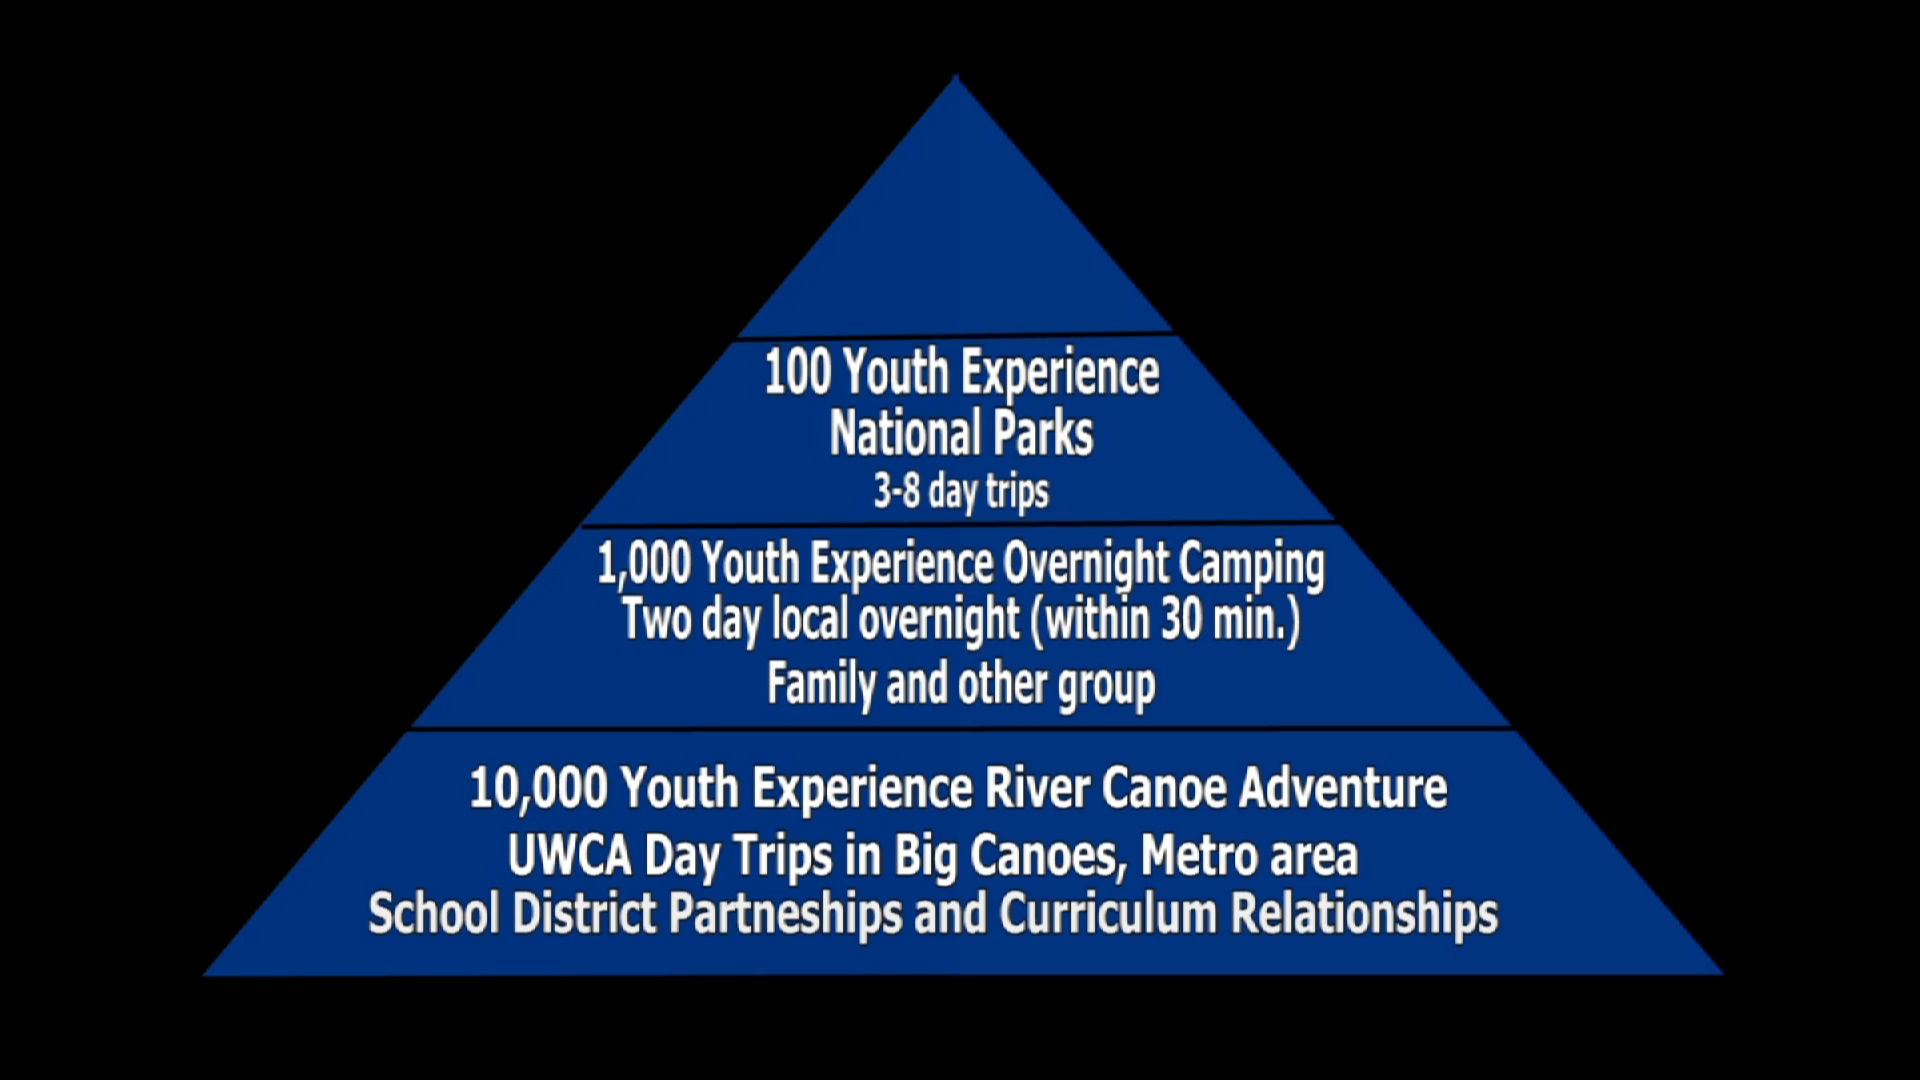 100 Youth Experience
National Parks
3-8 day trips
1,000 Youth Experience Overnight Camping
Two day local overnight (within 30 min.)
Family and other group
10,000 Youth Experience River Canoe Adventure
UWCA Day Trips in Big Canoes, Metro area
School District Partneships and Curriculum Relationships